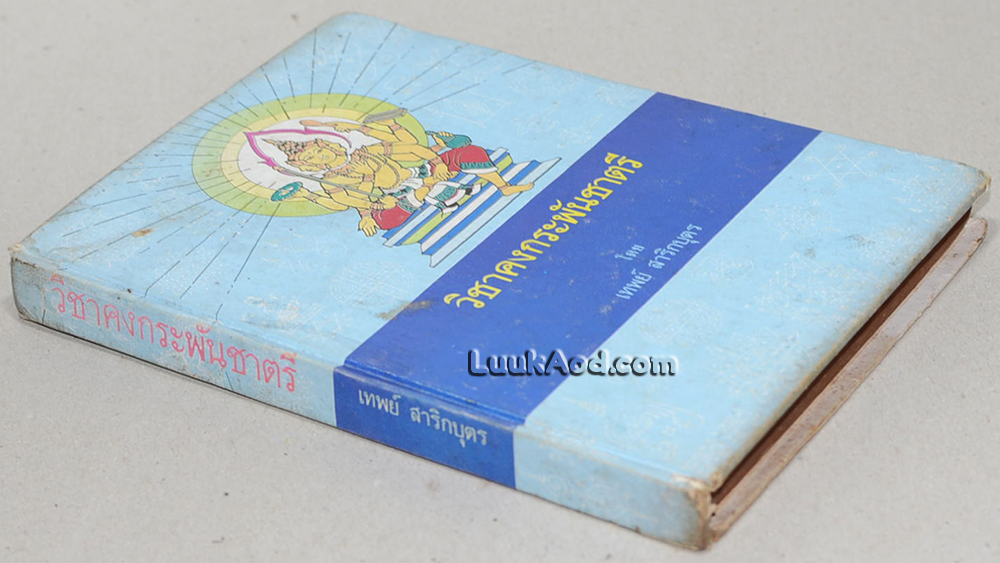 วิชาคงกระพันชาตรี
โดย
เทพย์ สาริกบุตร
วิชาคงกระพันชาตรี
เทพย์ สาริกบุตร
LuukAod.com